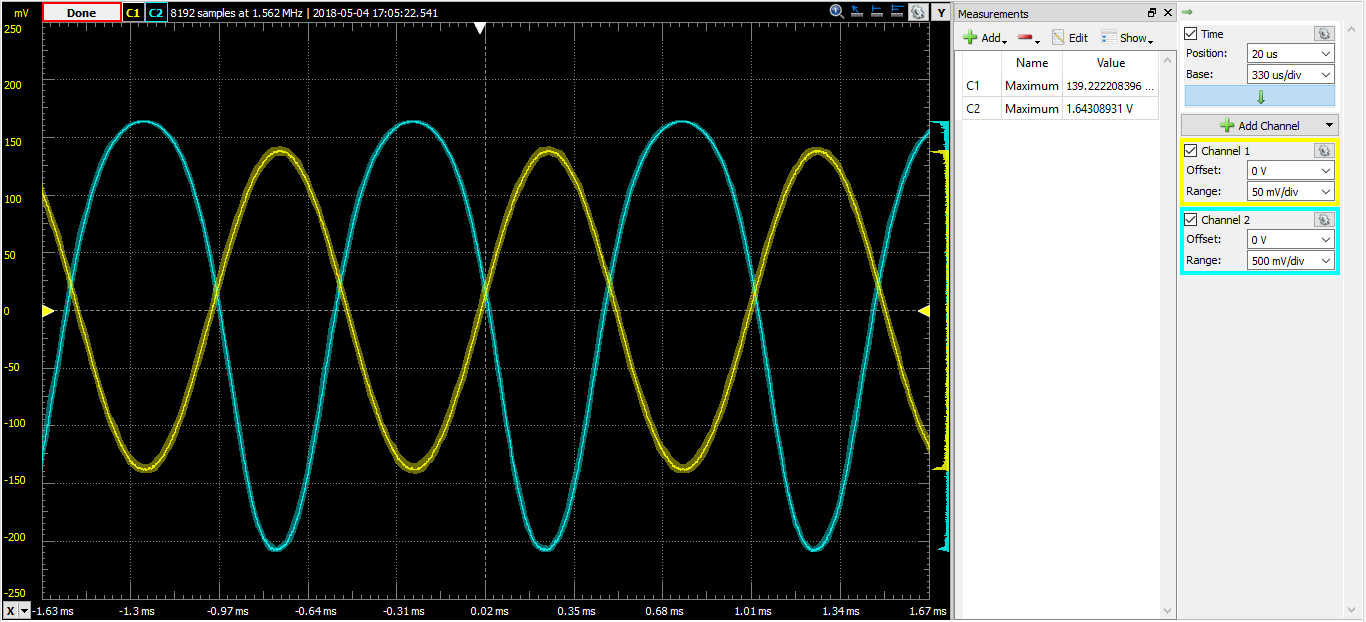 mV Done C1 C2 8192 samples at 1.562 MHz | 2018-05-04 17:05:22.541 Y
250
200
150
100
50
0
-50
-100
-150
-200
-250
X -1.63 ms -1.3 ms -0.97 ms -0.64 ms -0.31 ms 0.02 ms 0.35 ms 0.68 ms 1.01 ms 1.34 ms 1.67 ms
Measurements
Add Edit Show
Name Value
C1 Maximum 139.222208396 ...
C2 Maximum 1.64308931 V
Time
Position: 20 us
Base: 330 us/div
Add Channel
Channel 1
Offset: 0 V
Range: 50 mV/div
Channel 2
Offset: 0 V
Range: 500 mV/div